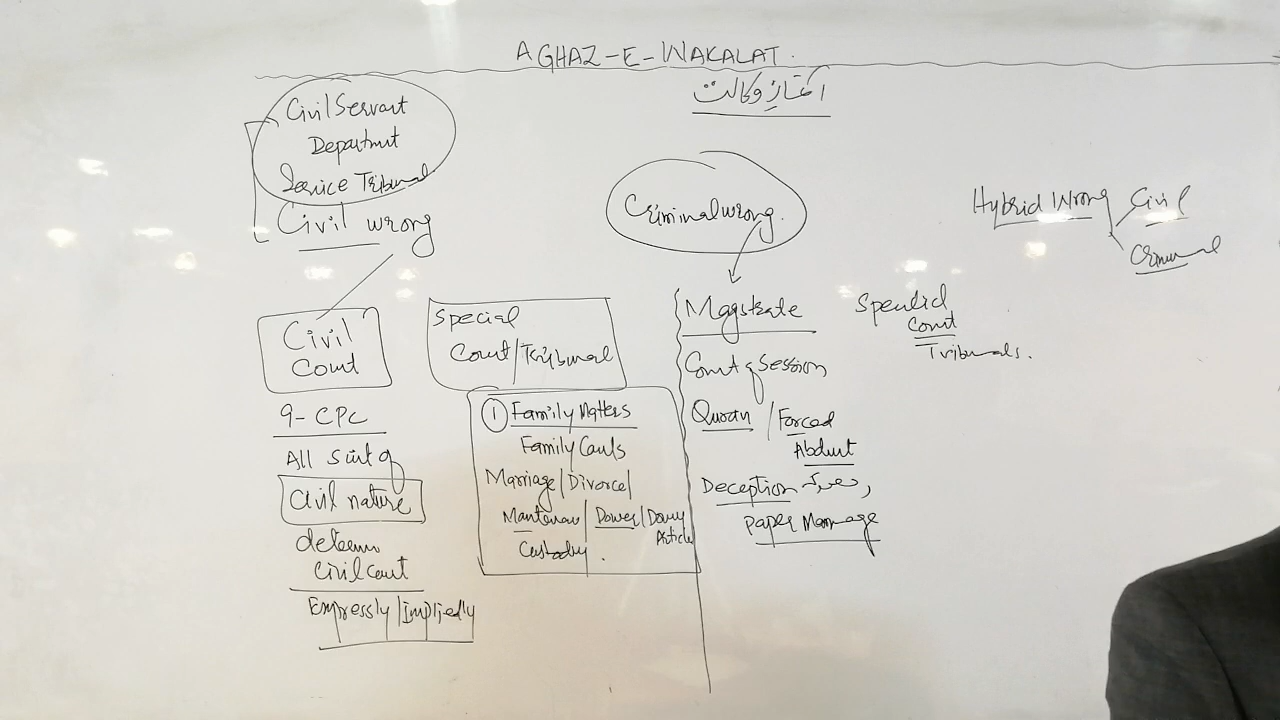 AGHAZ-E-WAKALAT.
Civil Servant
Department
Service Tribunal
Civil wrong
Civil
Court
9-CPC
All suit of
Civil nature
determ
Civil court
Expressly / Impliedly
Special
Court / Tribunal
① Family Matters
Family Courts
Marriage / Divorce /
Maintenance / Dower / Dowry
Article
Custody.
Criminal wrong.
Magistrate
Court of Session
Quran / Forced
Abduct
Deception
Paper Marriage
Special
Court
Tribunals.
Hybrid Wrong
Civil
Criminal